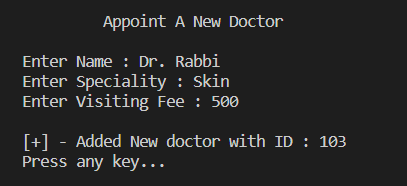 Appoint A New Doctor
Enter Name : Dr. Rabbi
Enter Speciality : Skin
Enter Visiting Fee : 500
[+] - Added New doctor with ID : 103
Press any key...